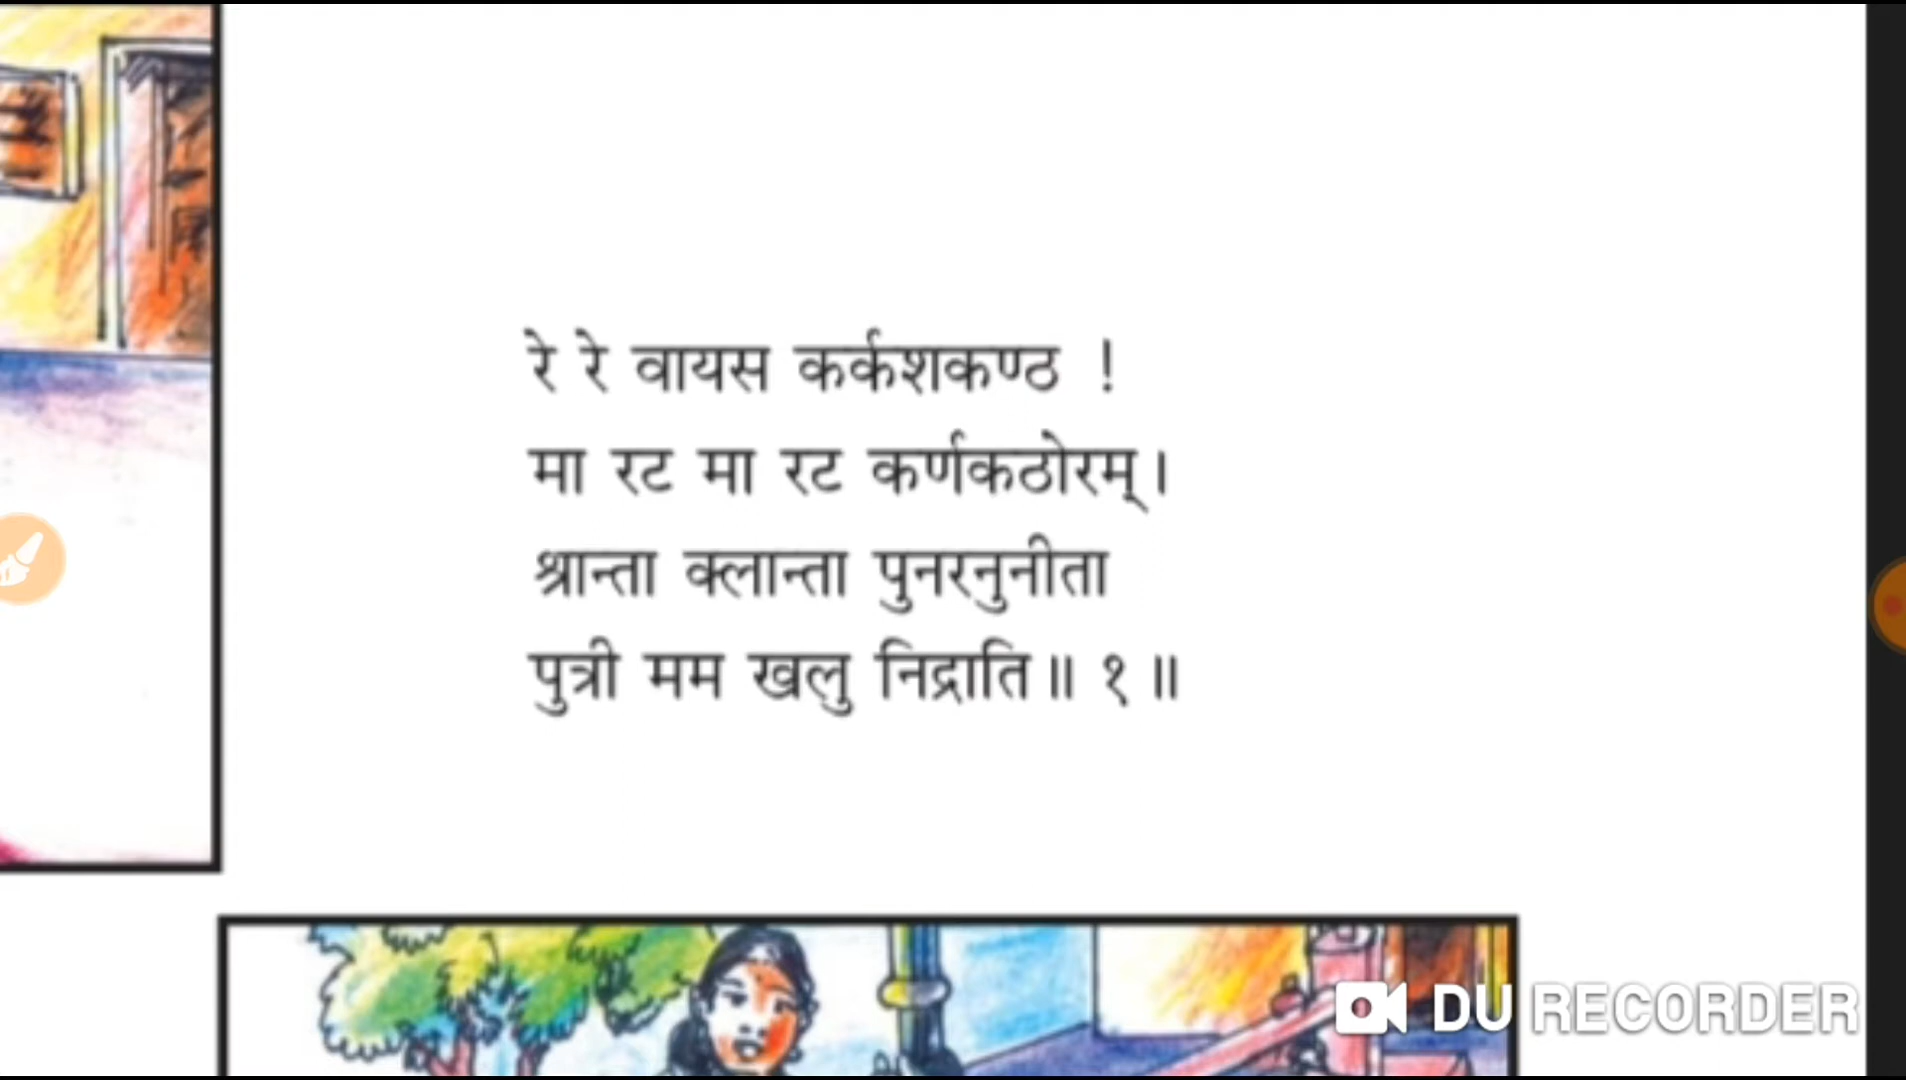 रे रे वायस कर्कशकण्ठ !
मा रट मा रट कर्णकठोरम्।
श्रान्ता क्लान्ता पुनरनुनीता
पुत्री मम खलु निद्राति॥ १ ॥
DU RECORDER